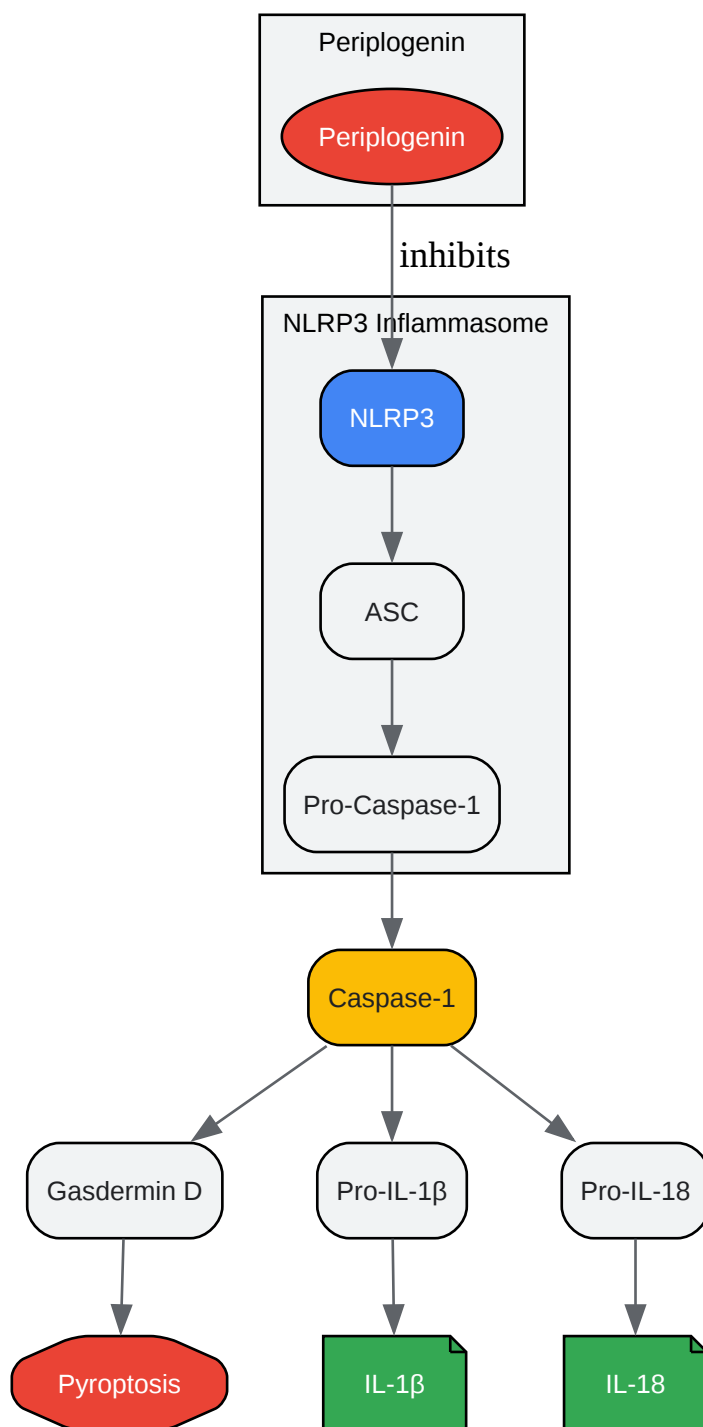 Periplogenin
Periplogenin
inhibits
NLRP3 Inflammasome
NLRP3
ASC
Pro-Caspase-1
Caspase-1
Gasdermin D
Pro-IL-1β
Pro-IL-18
Pyroptosis
IL-1β
IL-18